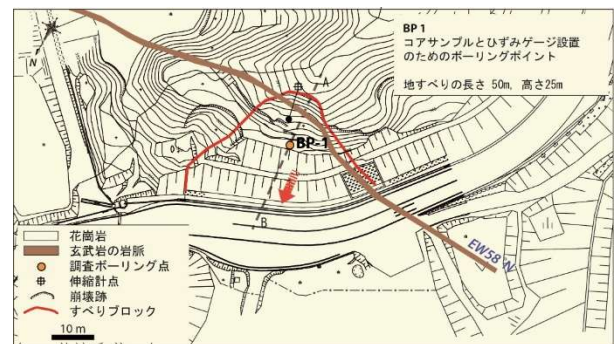 BP 1
コアサンプルとひずみゲージ設置
のためのボーリングポイント
地すべりの長さ 50m, 高さ25m
N
A
BP-1
B
EW58°N
花崗岩
玄武岩の岩脈
調査ボーリング点
伸縮計点
崩壊跡
すべりブロック
10 m